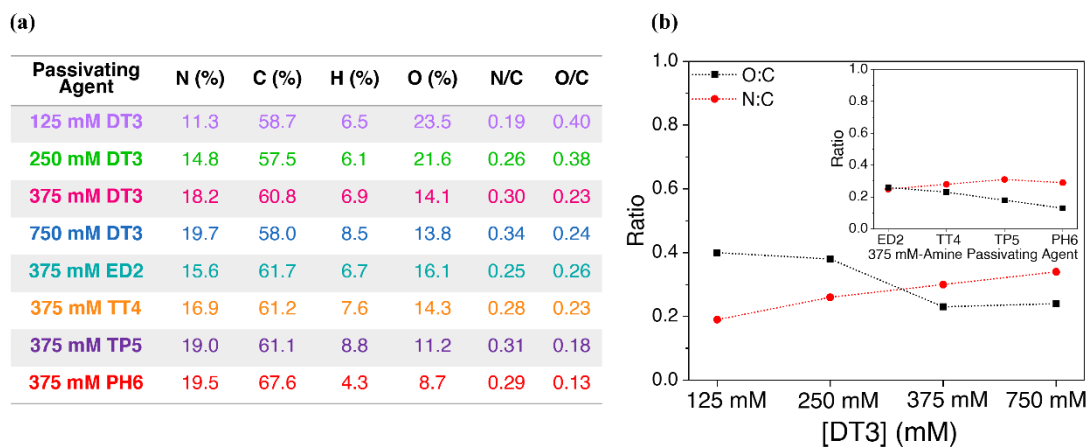 (a)
Passivating Agent N (%) C (%) H (%) O (%) N/C O/C
125 mM DT3 11.3 58.7 6.5 23.5 0.19 0.40
250 mM DT3 14.8 57.5 6.1 21.6 0.26 0.38
375 mM DT3 18.2 60.8 6.9 14.1 0.30 0.23
750 mM DT3 19.7 58.0 8.5 13.8 0.34 0.24
375 mM ED2 15.6 61.7 6.7 16.1 0.25 0.26
375 mM TT4 16.9 61.2 7.6 14.3 0.28 0.23
375 mM TP5 19.0 61.1 8.8 11.2 0.31 0.18
375 mM PH6 19.5 67.6 4.3 8.7 0.29 0.13
(b)
O:C
N:C
1.0
0.8
0.6
0.4
0.2
0.0
Ratio
125 mM 250 mM 375 mM 750 mM
[DT3] (mM)
1.0
0.8
0.6
0.4
0.2
0.0
Ratio
ED2 TT4 TP5 PH6
375 mM-Amine Passivating Agent